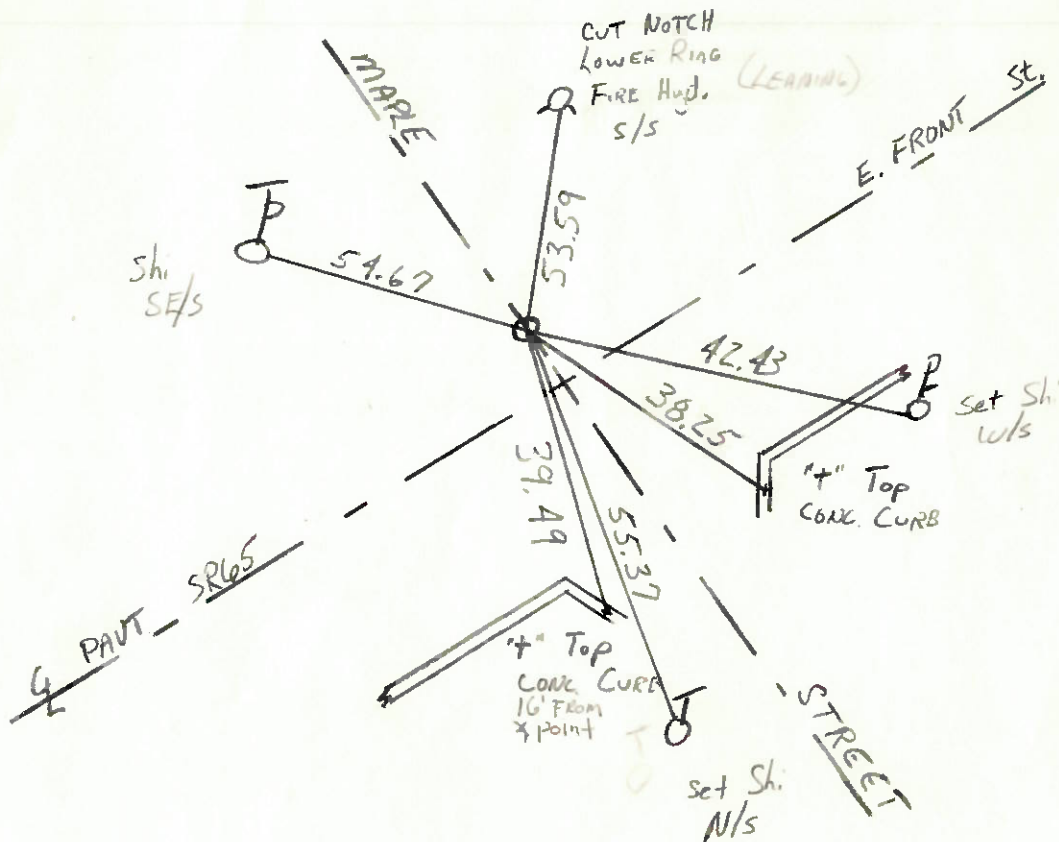 CUT NOTCH
LOWER RING
FIRE Hyd. (LEANING)
S/S
MAPLE
E. FRONT St.
Shi
SE/S
54.67
53.59
42.43
38.25
39.49
55.37
set Shi
W/S
"+" Top
CONC. CURB
"+" Top
CONC. CURB
16' FROM
point
CL PAVT SR65
STREET
set Shi
N/S